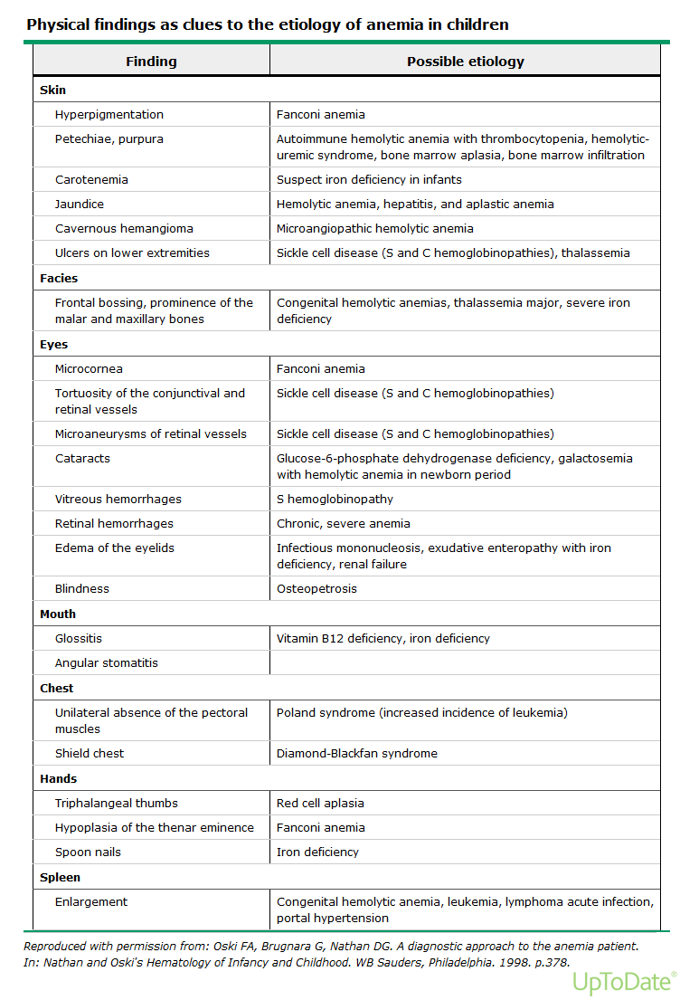 Physical findings as clues to the etiology of anemia in children
Finding
Possible etiology
Skin
Hyperpigmentation
Fanconi anemia
Petechiae, purpura
Autoimmune hemolytic anemia with thrombocytopenia, hemolytic-
uremic syndrome, bone marrow aplasia, bone marrow infiltration
Carotenemia
Suspect iron deficiency in infants
Jaundice
Hemolytic anemia, hepatitis, and aplastic anemia
Cavernous hemangioma
Microangiopathic hemolytic anemia
Ulcers on lower extremities
Sickle cell disease (S and C hemoglobinopathies), thalassemia
Facies
Frontal bossing, prominence of the
malar and maxillary bones
Congenital hemolytic anemias, thalassemia major, severe iron
deficiency
Eyes
Microcornea
Fanconi anemia
Tortuosity of the conjunctival and
retinal vessels
Sickle cell disease (S and C hemoglobinopathies)
Microaneurysms of retinal vessels
Sickle cell disease (S and C hemoglobinopathies)
Cataracts
Glucose-6-phosphate dehydrogenase deficiency, galactosemia
with hemolytic anemia in newborn period
Vitreous hemorrhages
S hemoglobinopathy
Retinal hemorrhages
Chronic, severe anemia
Edema of the eyelids
Infectious mononucleosis, exudative enteropathy with iron
deficiency, renal failure
Blindness
Osteopetrosis
Mouth
Glossitis
Vitamin B12 deficiency, iron deficiency
Angular stomatitis
Chest
Unilateral absence of the pectoral
muscles
Poland syndrome (increased incidence of leukemia)
Shield chest
Diamond-Blackfan syndrome
Hands
Triphalangeal thumbs
Red cell aplasia
Hypoplasia of the thenar eminence
Fanconi anemia
Spoon nails
Iron deficiency
Spleen
Enlargement
Congenital hemolytic anemia, leukemia, lymphoma acute infection,
portal hypertension
Reproduced with permission from: Oski FA, Brugnara G, Nathan DG. A diagnostic approach to the anemia patient.
In: Nathan and Oski's Hematology of Infancy and Childhood. WB Sauders, Philadelphia. 1998. p.378.
UpToDate®